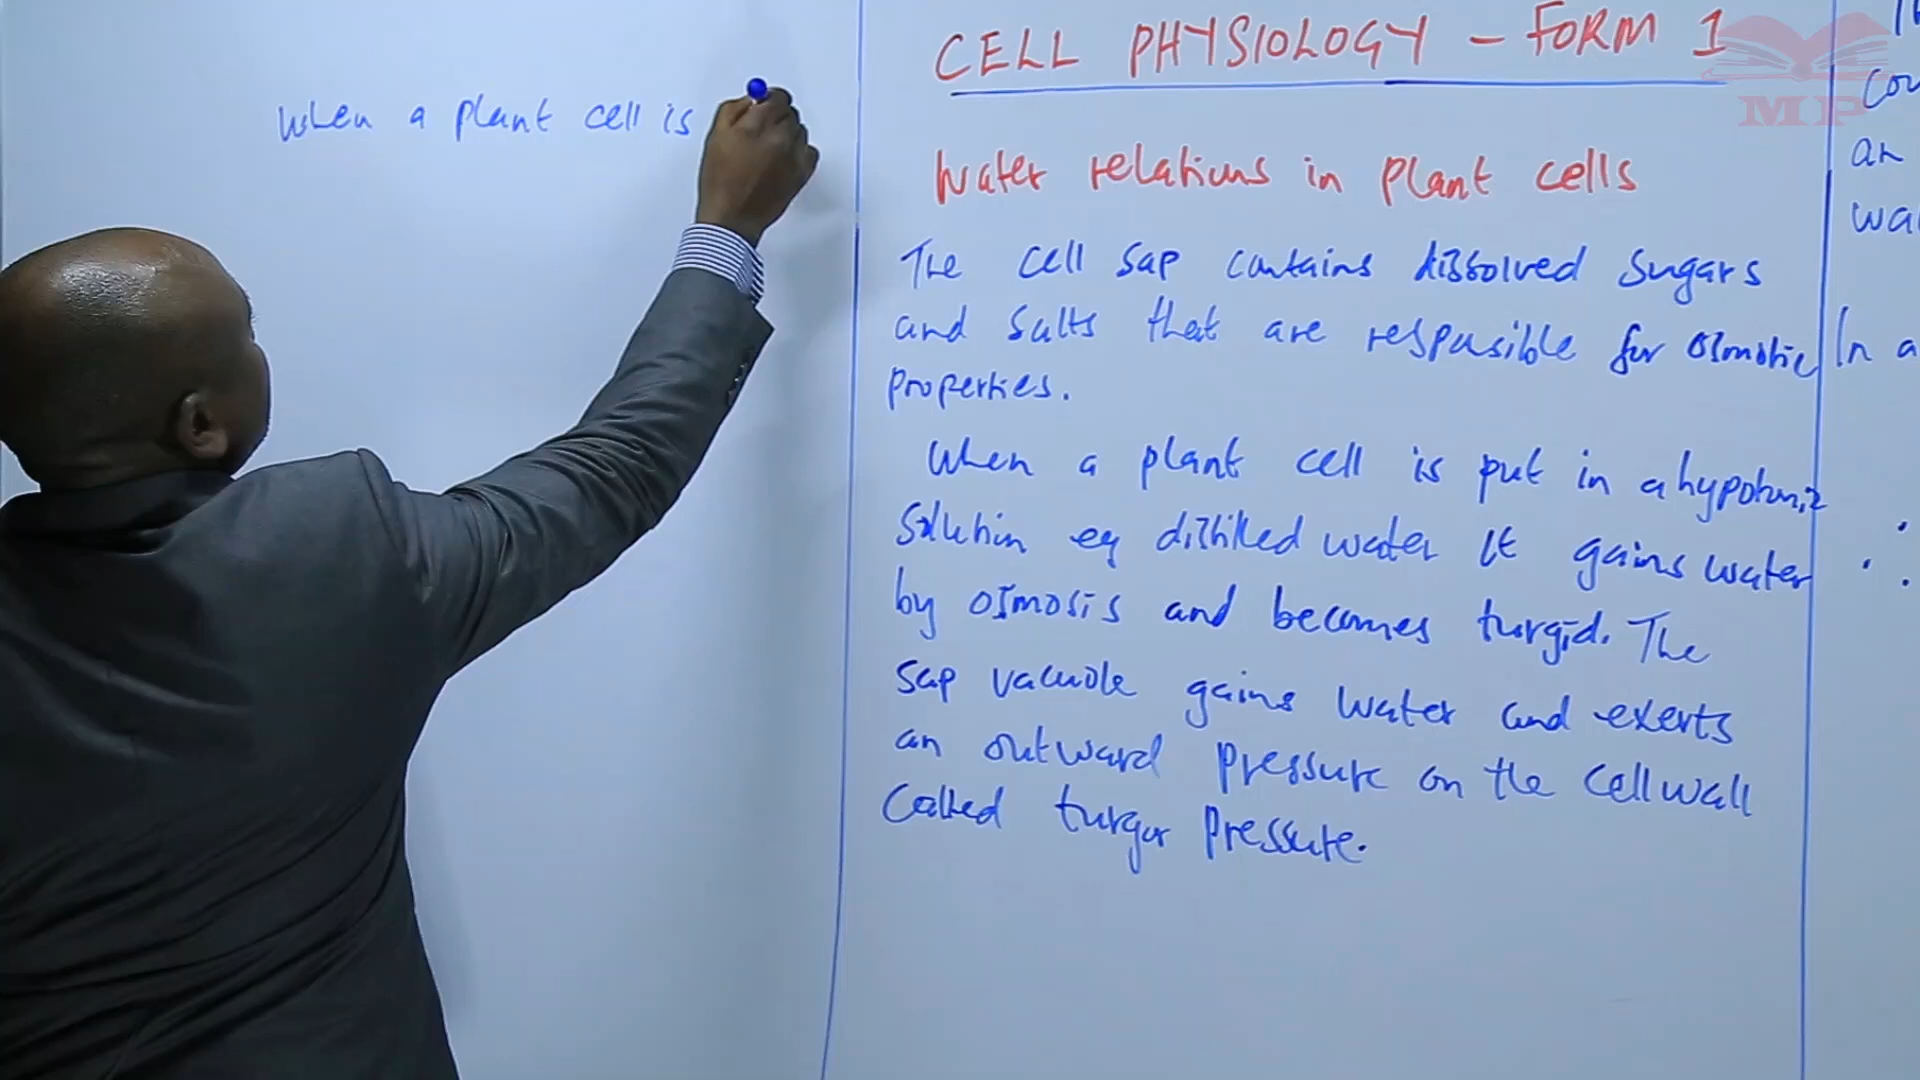 When a plant cell is
CELL PHYSIOLOGY - FORM 1
Water relations in plant cells
The cell sap contains dissolved sugars
and salts that are responsible for osmotic
properties.
When a plant cell is put in a hypotonic
solution eg distilled water it gains water
by osmosis and becomes turgid. The
sap vacuole gains water and exerts
an outward pressure on the cell wall
called turgor pressure.
an
In a
MP